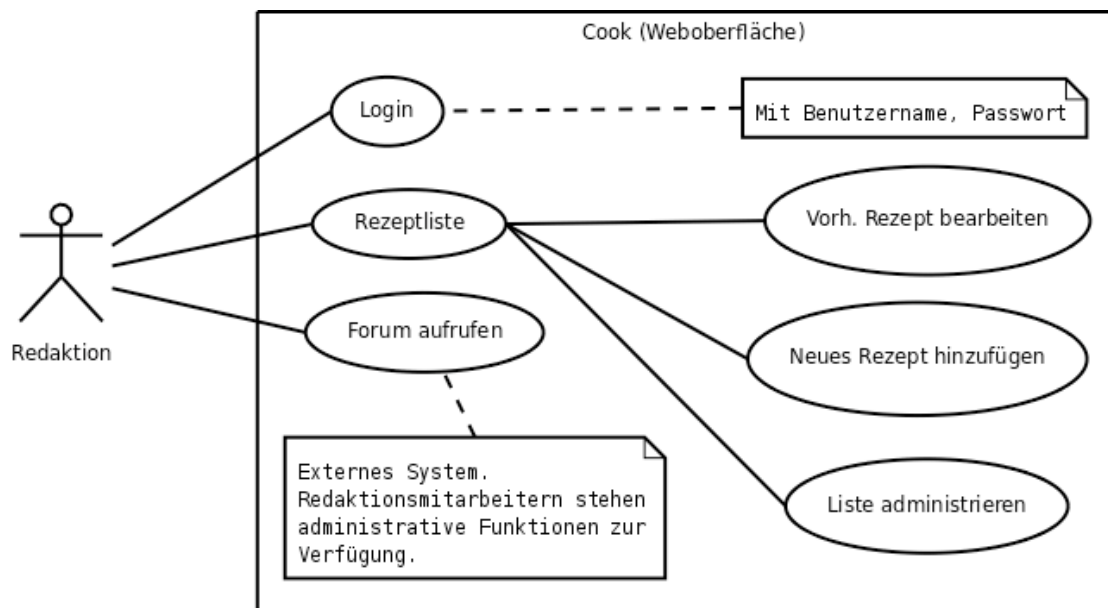 Cook (Weboberfläche)
Login
Mit Benutzername, Passwort
Rezeptliste
Vorh. Rezept bearbeiten
Redaktion
Forum aufrufen
Neues Rezept hinzufügen
Externes System.
Redaktionsmitarbeitern stehen
administrative Funktionen zur
Verfügung.
Liste administrieren